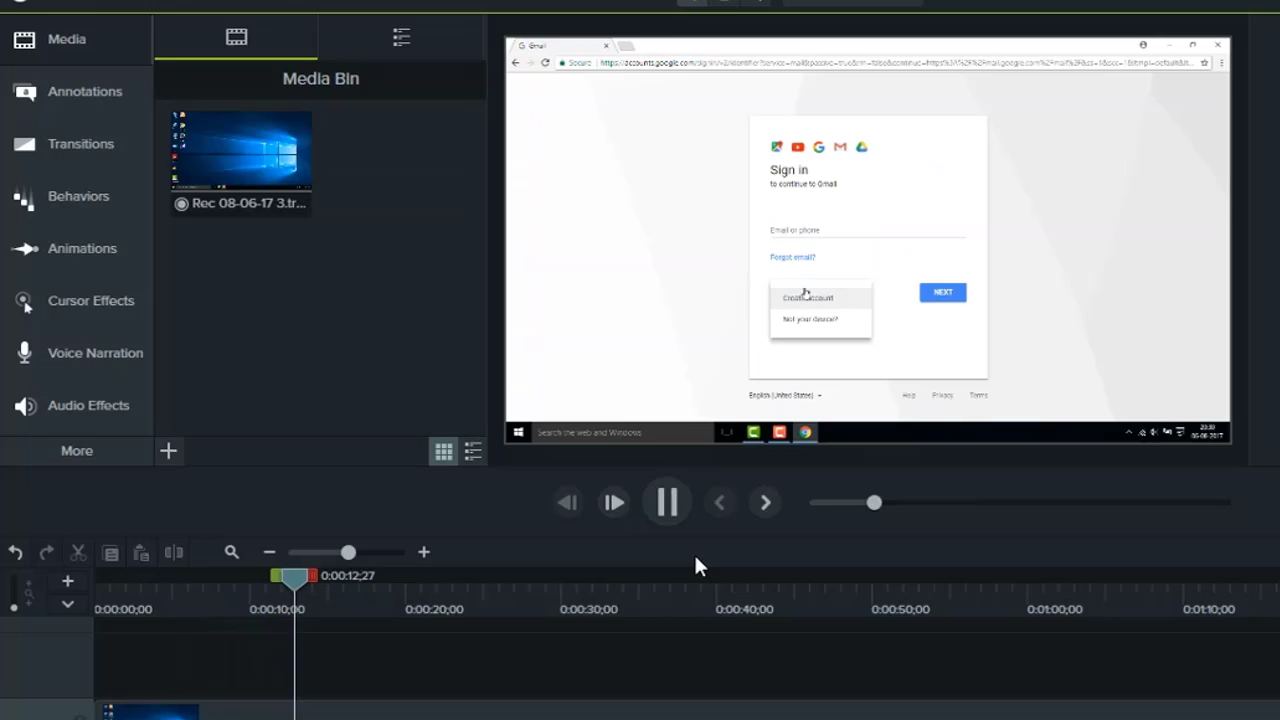 Media
Annotations
Transitions
Behaviors
Animations
Cursor Effects
Voice Narration
Audio Effects
More
Media Bin
Rec 08-06-17 3.tr...
Gmail
Secure
Sign in
to continue to Gmail
Email or phone
Forgot email?
Create account
Not your device?
NEXT
English (United States)
Help Privacy Terms
Search the web and Windows
0:00:12;27
0:00:00;00 0:00:10;00 0:00:20;00 0:00:30;00 0:00:40;00 0:00:50;00 0:01:00;00 0:01:10;00